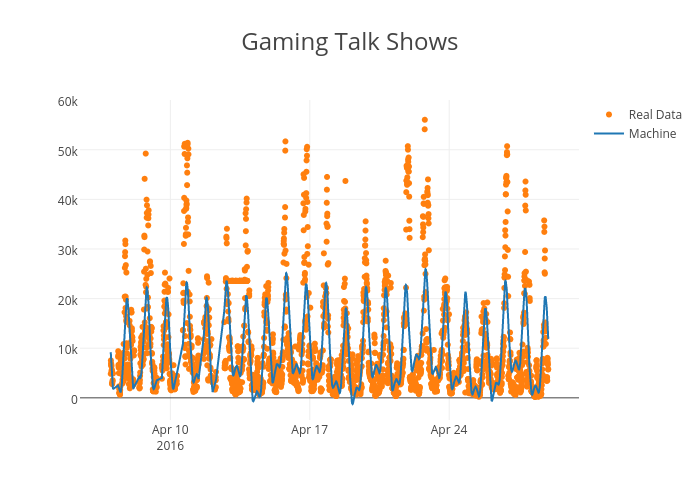 Gaming Talk Shows
60k
50k
40k
30k
20k
10k
0
Apr 10
2016
Apr 17
Apr 24
Real Data
Machine